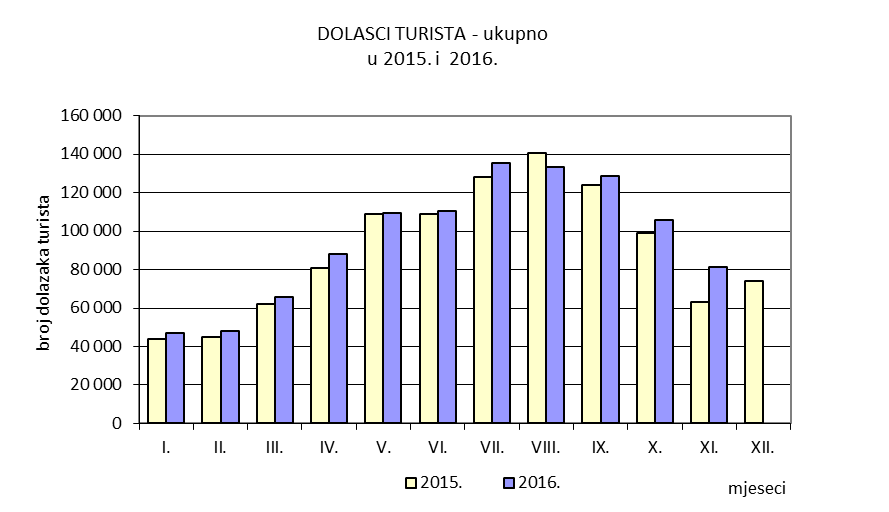 DOLASCI TURISTA - ukupno
u 2015. i  2016.
160 000
140 000
120 000
100 000
80 000
60 000
40 000
20 000
0
broj dolazaka turista
I. II. III. IV. V. VI. VII. VIII. IX. X. XI. XII.
2015. 2016.
mjeseci